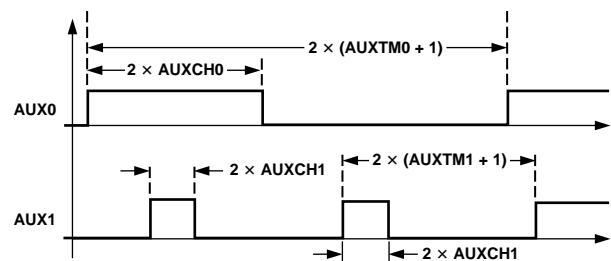 2 × (AUXTM0 + 1)
2 × AUXCH0
AUX0
2 × AUXCH1
2 × (AUXTM1 + 1)
AUX1
2 × AUXCH1